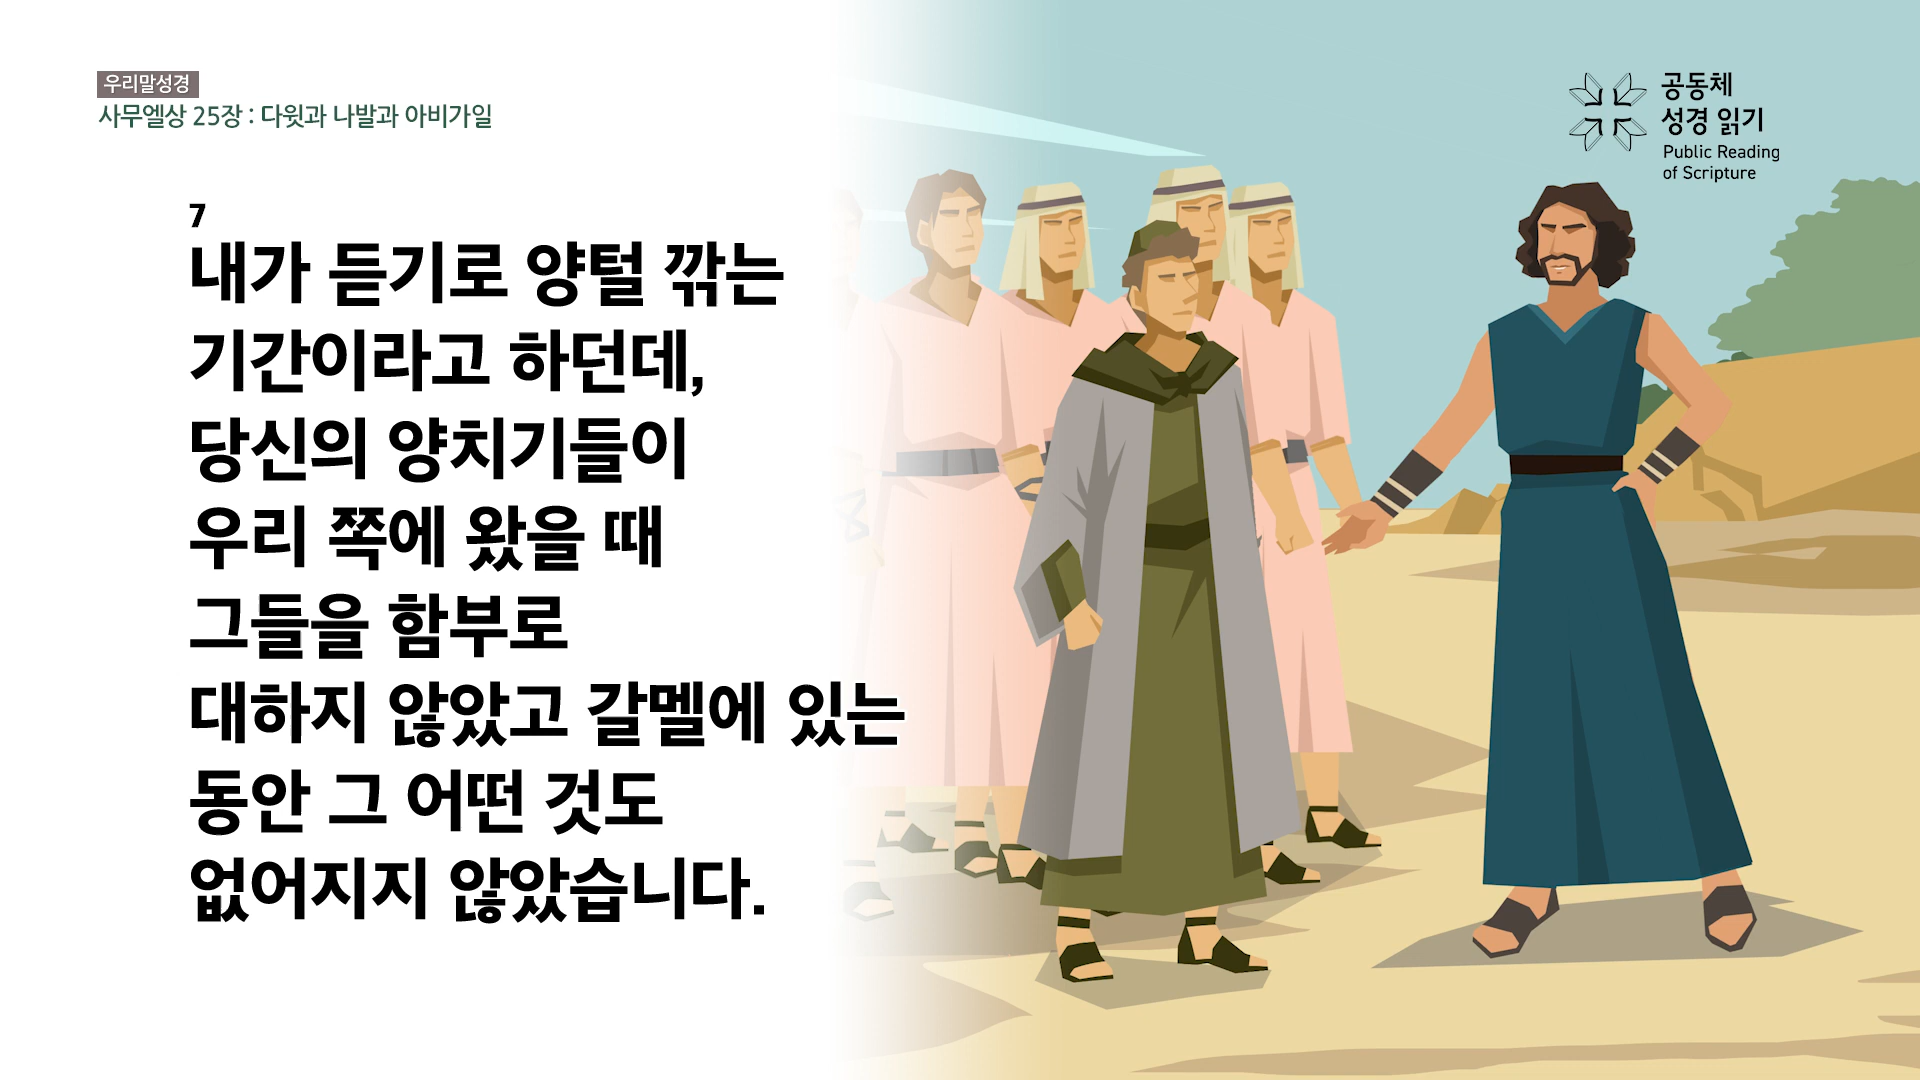 우리말성경
사무엘상 25장 : 다윗과 나발과 아비가일
공동체
성경 읽기
Public Reading
of Scripture
7
내가 듣기로 양털 깎는
기간이라고 하던데,
당신의 양치기들이
우리 쪽에 왔을 때
그들을 함부로
대하지 않았고 갈멜에 있는
동안 그 어떤 것도
없어지지 않았습니다.